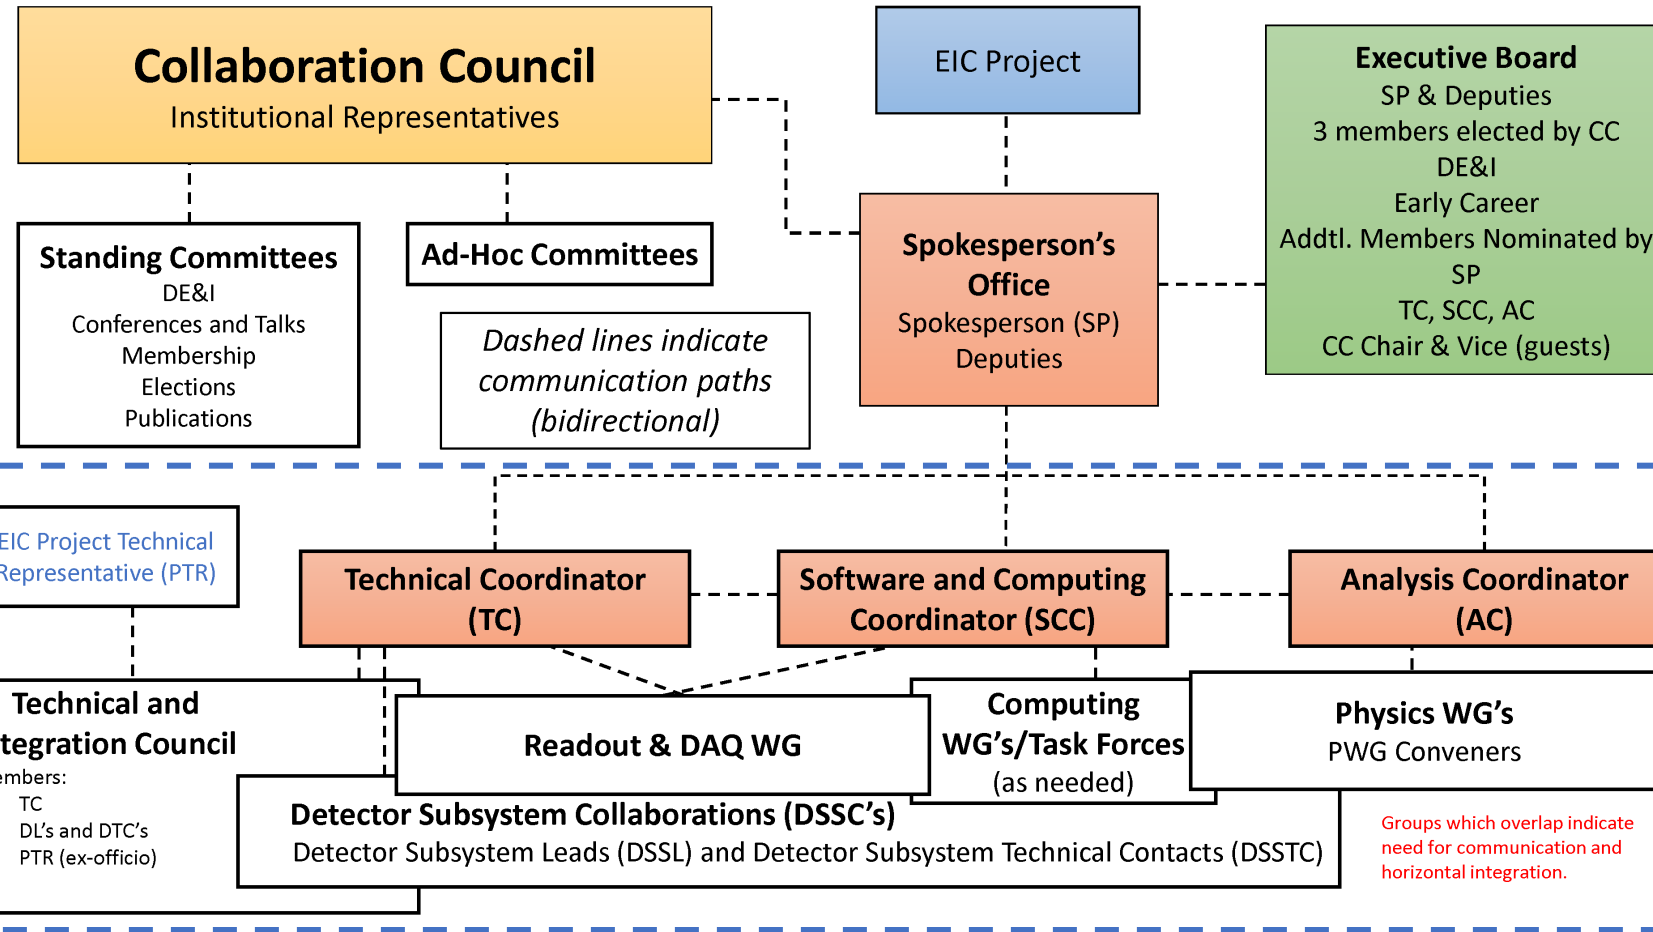 Collaboration Council
Institutional Representatives
EIC Project
Executive Board
SP & Deputies
3 members elected by CC
DE&I
Early Career
Addtl. Members Nominated by
SP
TC, SCC, AC
CC Chair & Vice (guests)
Standing Committees
DE&I
Conferences and Talks
Membership
Elections
Publications
Ad-Hoc Committees
Dashed lines indicate
communication paths
(bidirectional)
Spokesperson’s
Office
Spokesperson (SP)
Deputies
EIC Project Technical
Representative (PTR)
Technical Coordinator
(TC)
Software and Computing
Coordinator (SCC)
Analysis Coordinator
(AC)
Technical and
tegration Council
embers:
TC
DL’s and DTC’s
PTR (ex-officio)
Readout & DAQ WG
Computing
WG’s/Task Forces
(as needed)
Physics WG’s
PWG Conveners
Detector Subsystem Collaborations (DSSC’s)
Detector Subsystem Leads (DSSL) and Detector Subsystem Technical Contacts (DSSTC)
Groups which overlap indicate
need for communication and
horizontal integration.